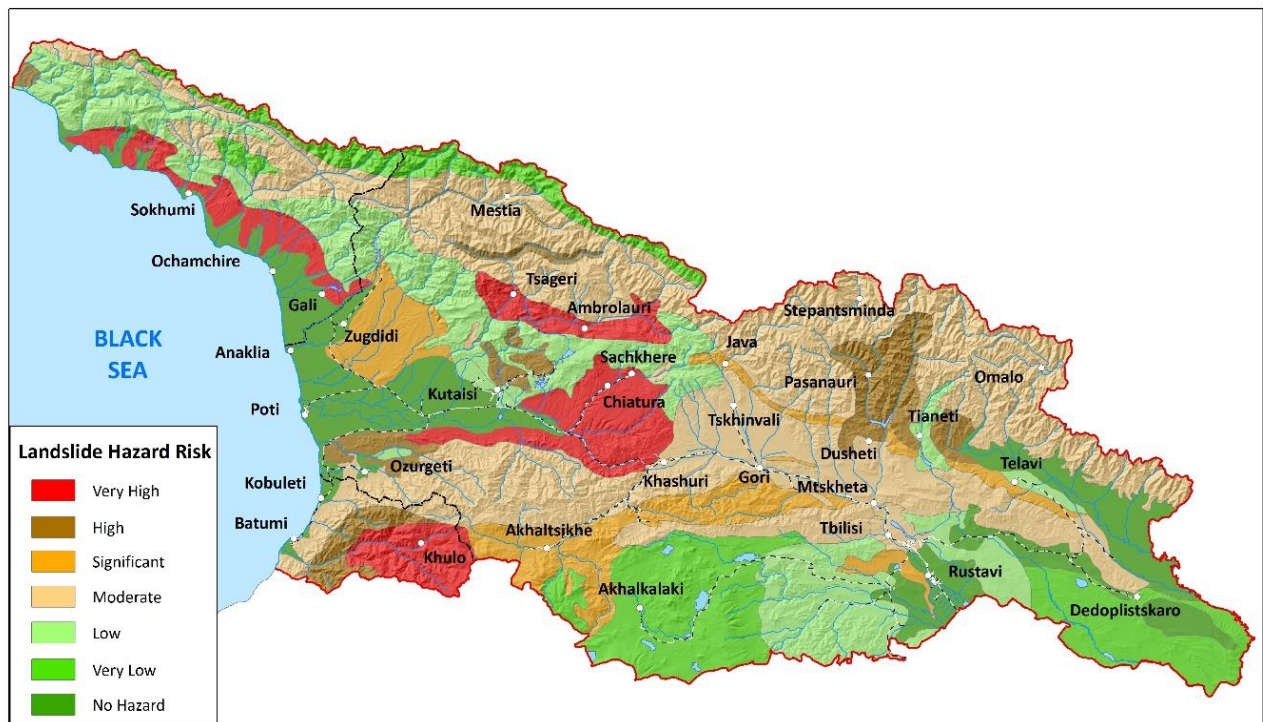 Mestia
Sokhumi
Ochamchire
Tsageri
Gali
Ambrolauri
Stepantsminda
BLACK
SEA
Zugdidi
Anaklia
Sachkhere
Java
Pasanauri
Omalo
Kutaisi
Chiatura
Poti
Tskhinvali
Tianeti
Landslide Hazard Risk
Very High
High
Significant
Moderate
Low
Very Low
No Hazard
Dusheti
Ozurgeti
Telavi
Kobuleti
Khashuri
Gori
Mtskheta
Batumi
Akhaltsikhe
Tbilisi
Khulo
Rustavi
Akhalkalaki
Dedoplistskaro